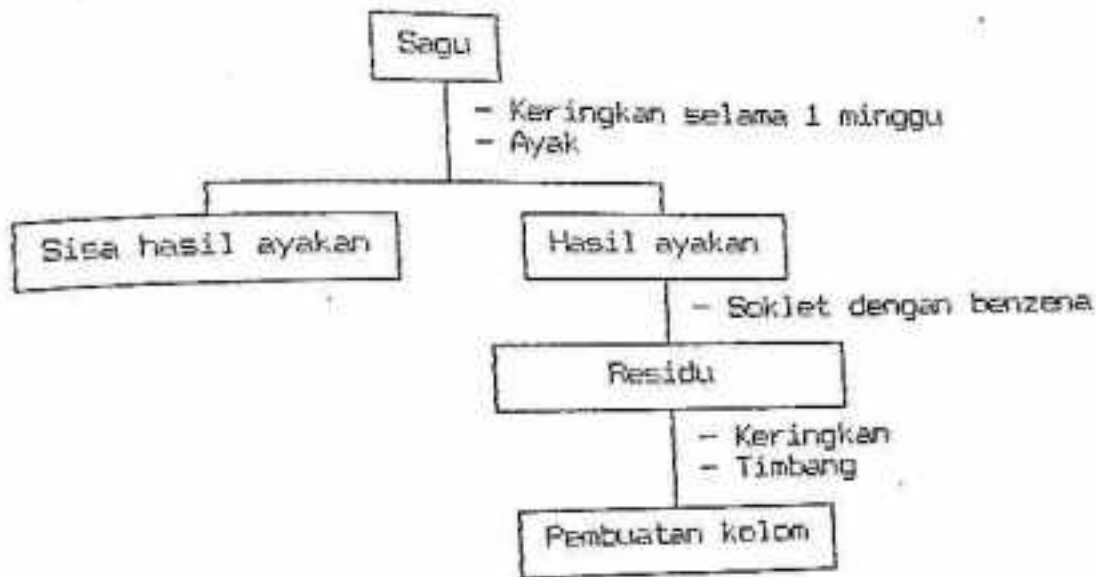 Sagu
- Keringkan selama 1 minggu
- Ayak
Sisa hasil ayakan
Hasil ayakan
- Soklet dengan benzena
Residu
- Keringkan
- Timbang
Pembuatan kolom